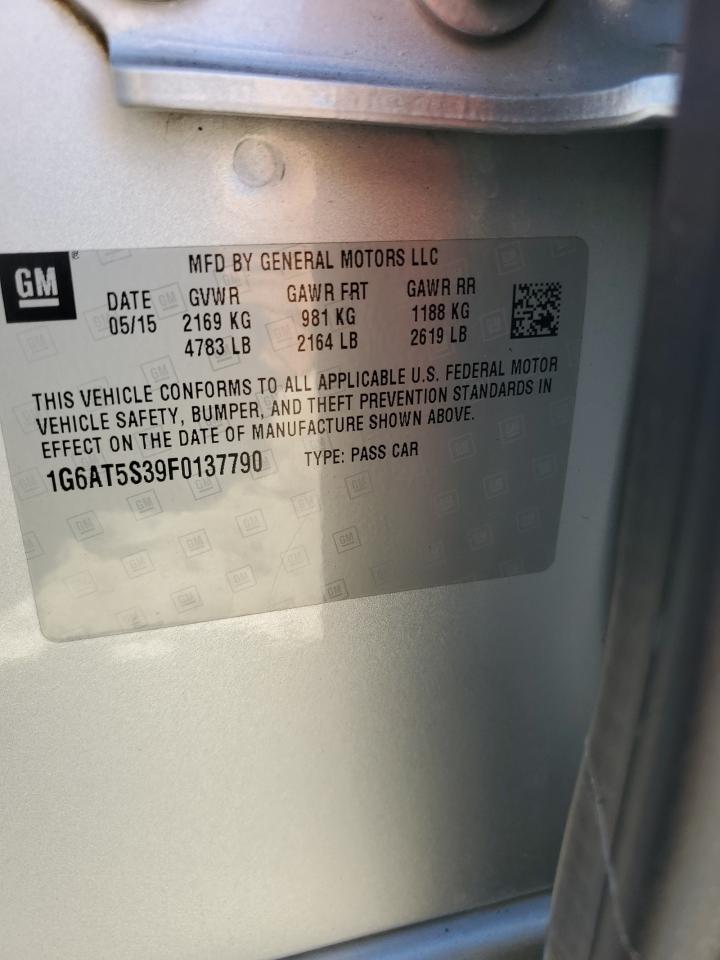 GM®
MFD BY GENERAL MOTORS LLC
DATE GVWR GAWR FRT GAWR RR
05/15 2169 KG 981 KG 1188 KG
4783 LB 2164 LB 2619 LB
THIS VEHICLE CONFORMS TO ALL APPLICABLE U.S. FEDERAL MOTOR
VEHICLE SAFETY, BUMPER, AND THEFT PREVENTION STANDARDS IN
EFFECT ON THE DATE OF MANUFACTURE SHOWN ABOVE.
1G6AT5S39F0137790 TYPE: PASS CAR